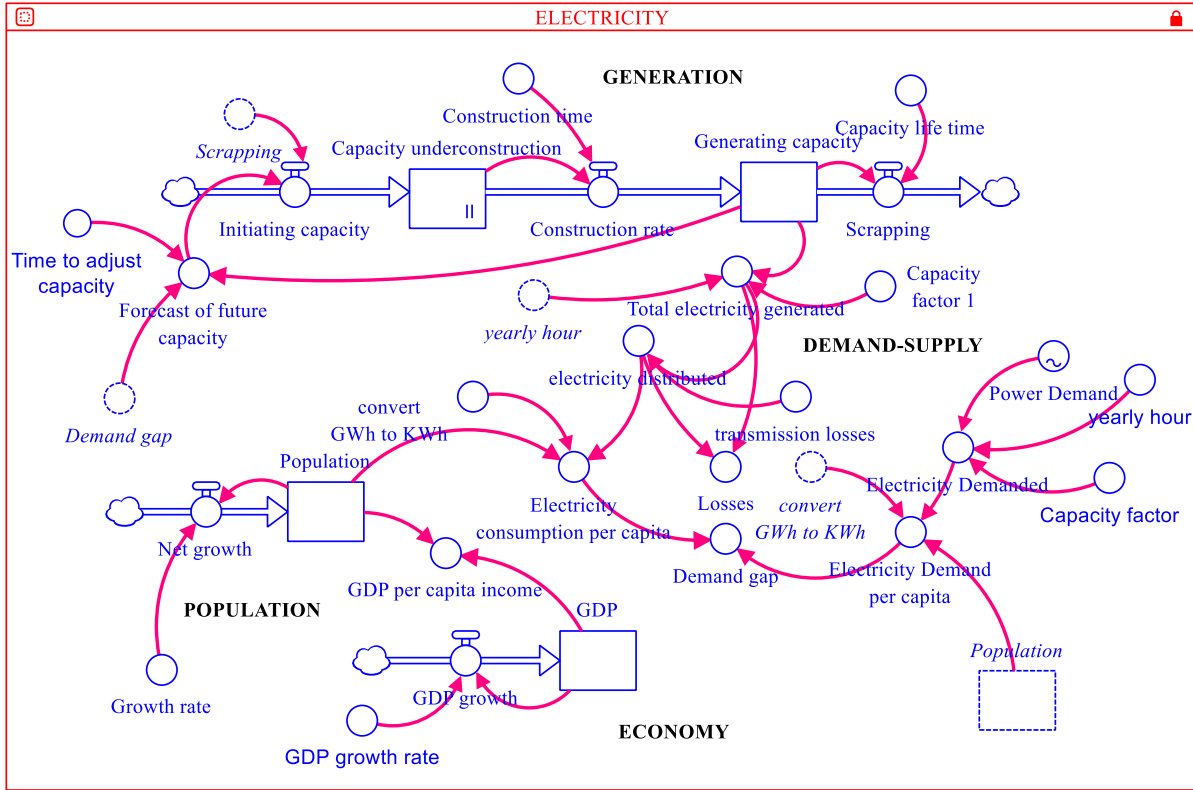 ELECTRICITY
GENERATION
Construction time
Generating capacity
Capacity life time
Scrapping
Capacity underconstruction
Initiating capacity
Construction rate
Scrapping
Time to adjust
capacity
Forecast of future
capacity
yearly hour
Total electricity generated
Capacity
factor 1
DEMAND-SUPPLY
electricity distributed
Power Demand
yearly hour
Demand gap
convert
GWh to KWh
transmission losses
Population
Electricity
consumption per capita
Losses
convert
GWh to KWh
Electricity Demanded
Capacity factor
Net growth
GDP per capita income
Demand gap
Electricity Demand
per capita
POPULATION
GDP
Population
Growth rate
GDP growth
ECONOMY
GDP growth rate